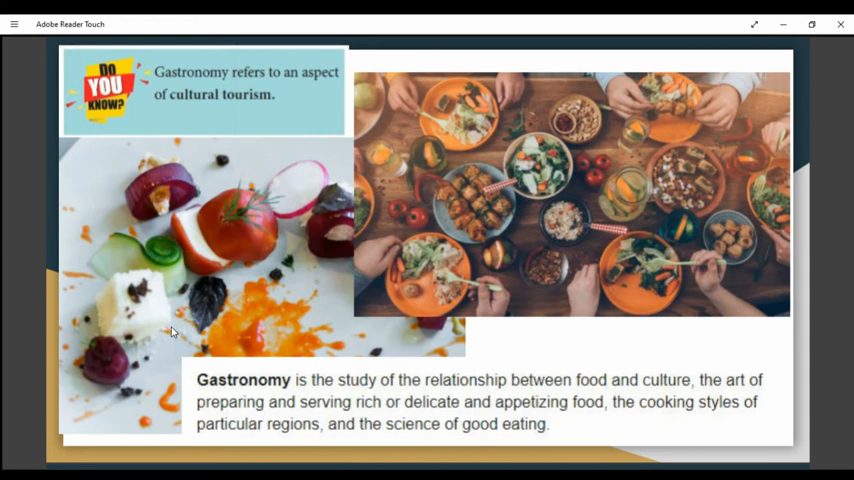 Adobe Reader Touch
DO
YOU
KNOW?
Gastronomy refers to an aspect
of cultural tourism.
Gastronomy is the study of the relationship between food and culture, the art of
preparing and serving rich or delicate and appetizing food, the cooking styles of
particular regions, and the science of good eating.